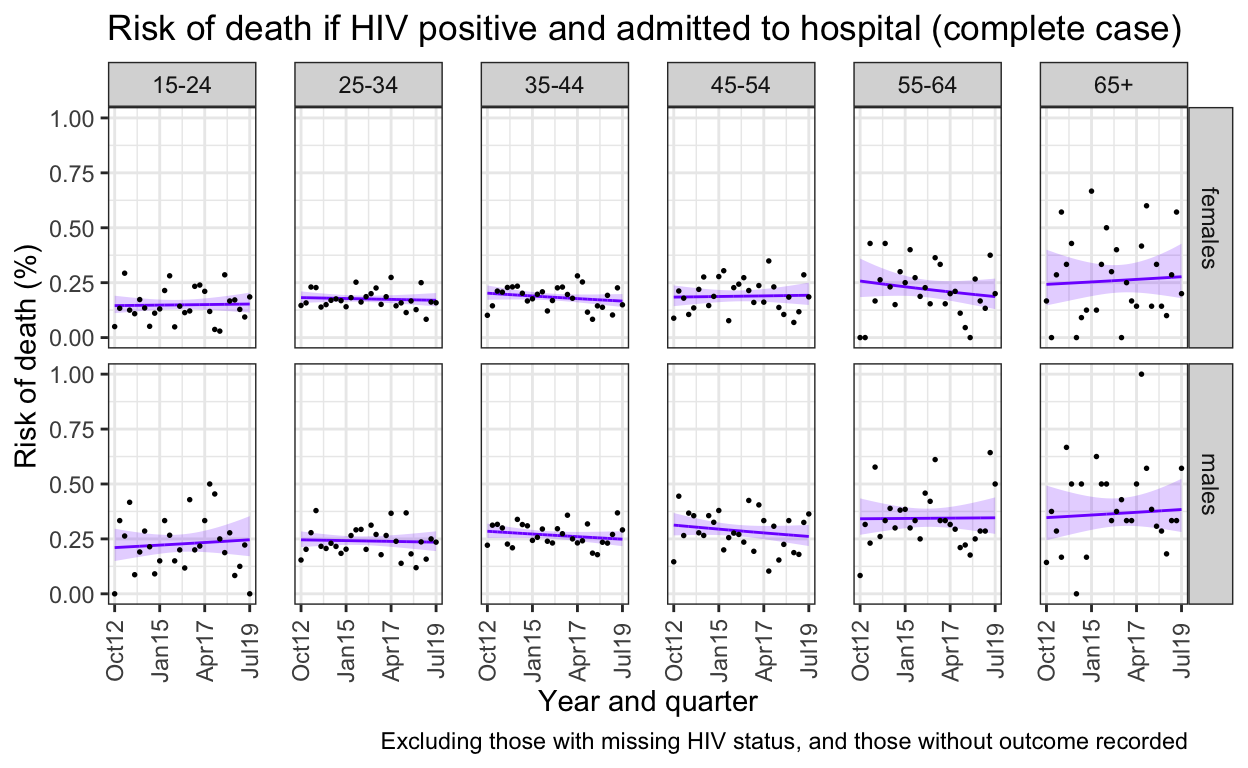 Risk of death if HIV positive and admitted to hospital (complete case)
15-24 25-34 35-44 45-54 55-64 65+
Risk of death (%)
1.00
0.75
0.50
0.25
0.00
females
1.00
0.75
0.50
0.25
0.00
males
Oct12 Jan15 Apr17 Jul19 Oct12 Jan15 Apr17 Jul19 Oct12 Jan15 Apr17 Jul19 Oct12 Jan15 Apr17 Jul19 Oct12 Jan15 Apr17 Jul19 Oct12 Jan15 Apr17 Jul19
Year and quarter
Excluding those with missing HIV status, and those without outcome recorded